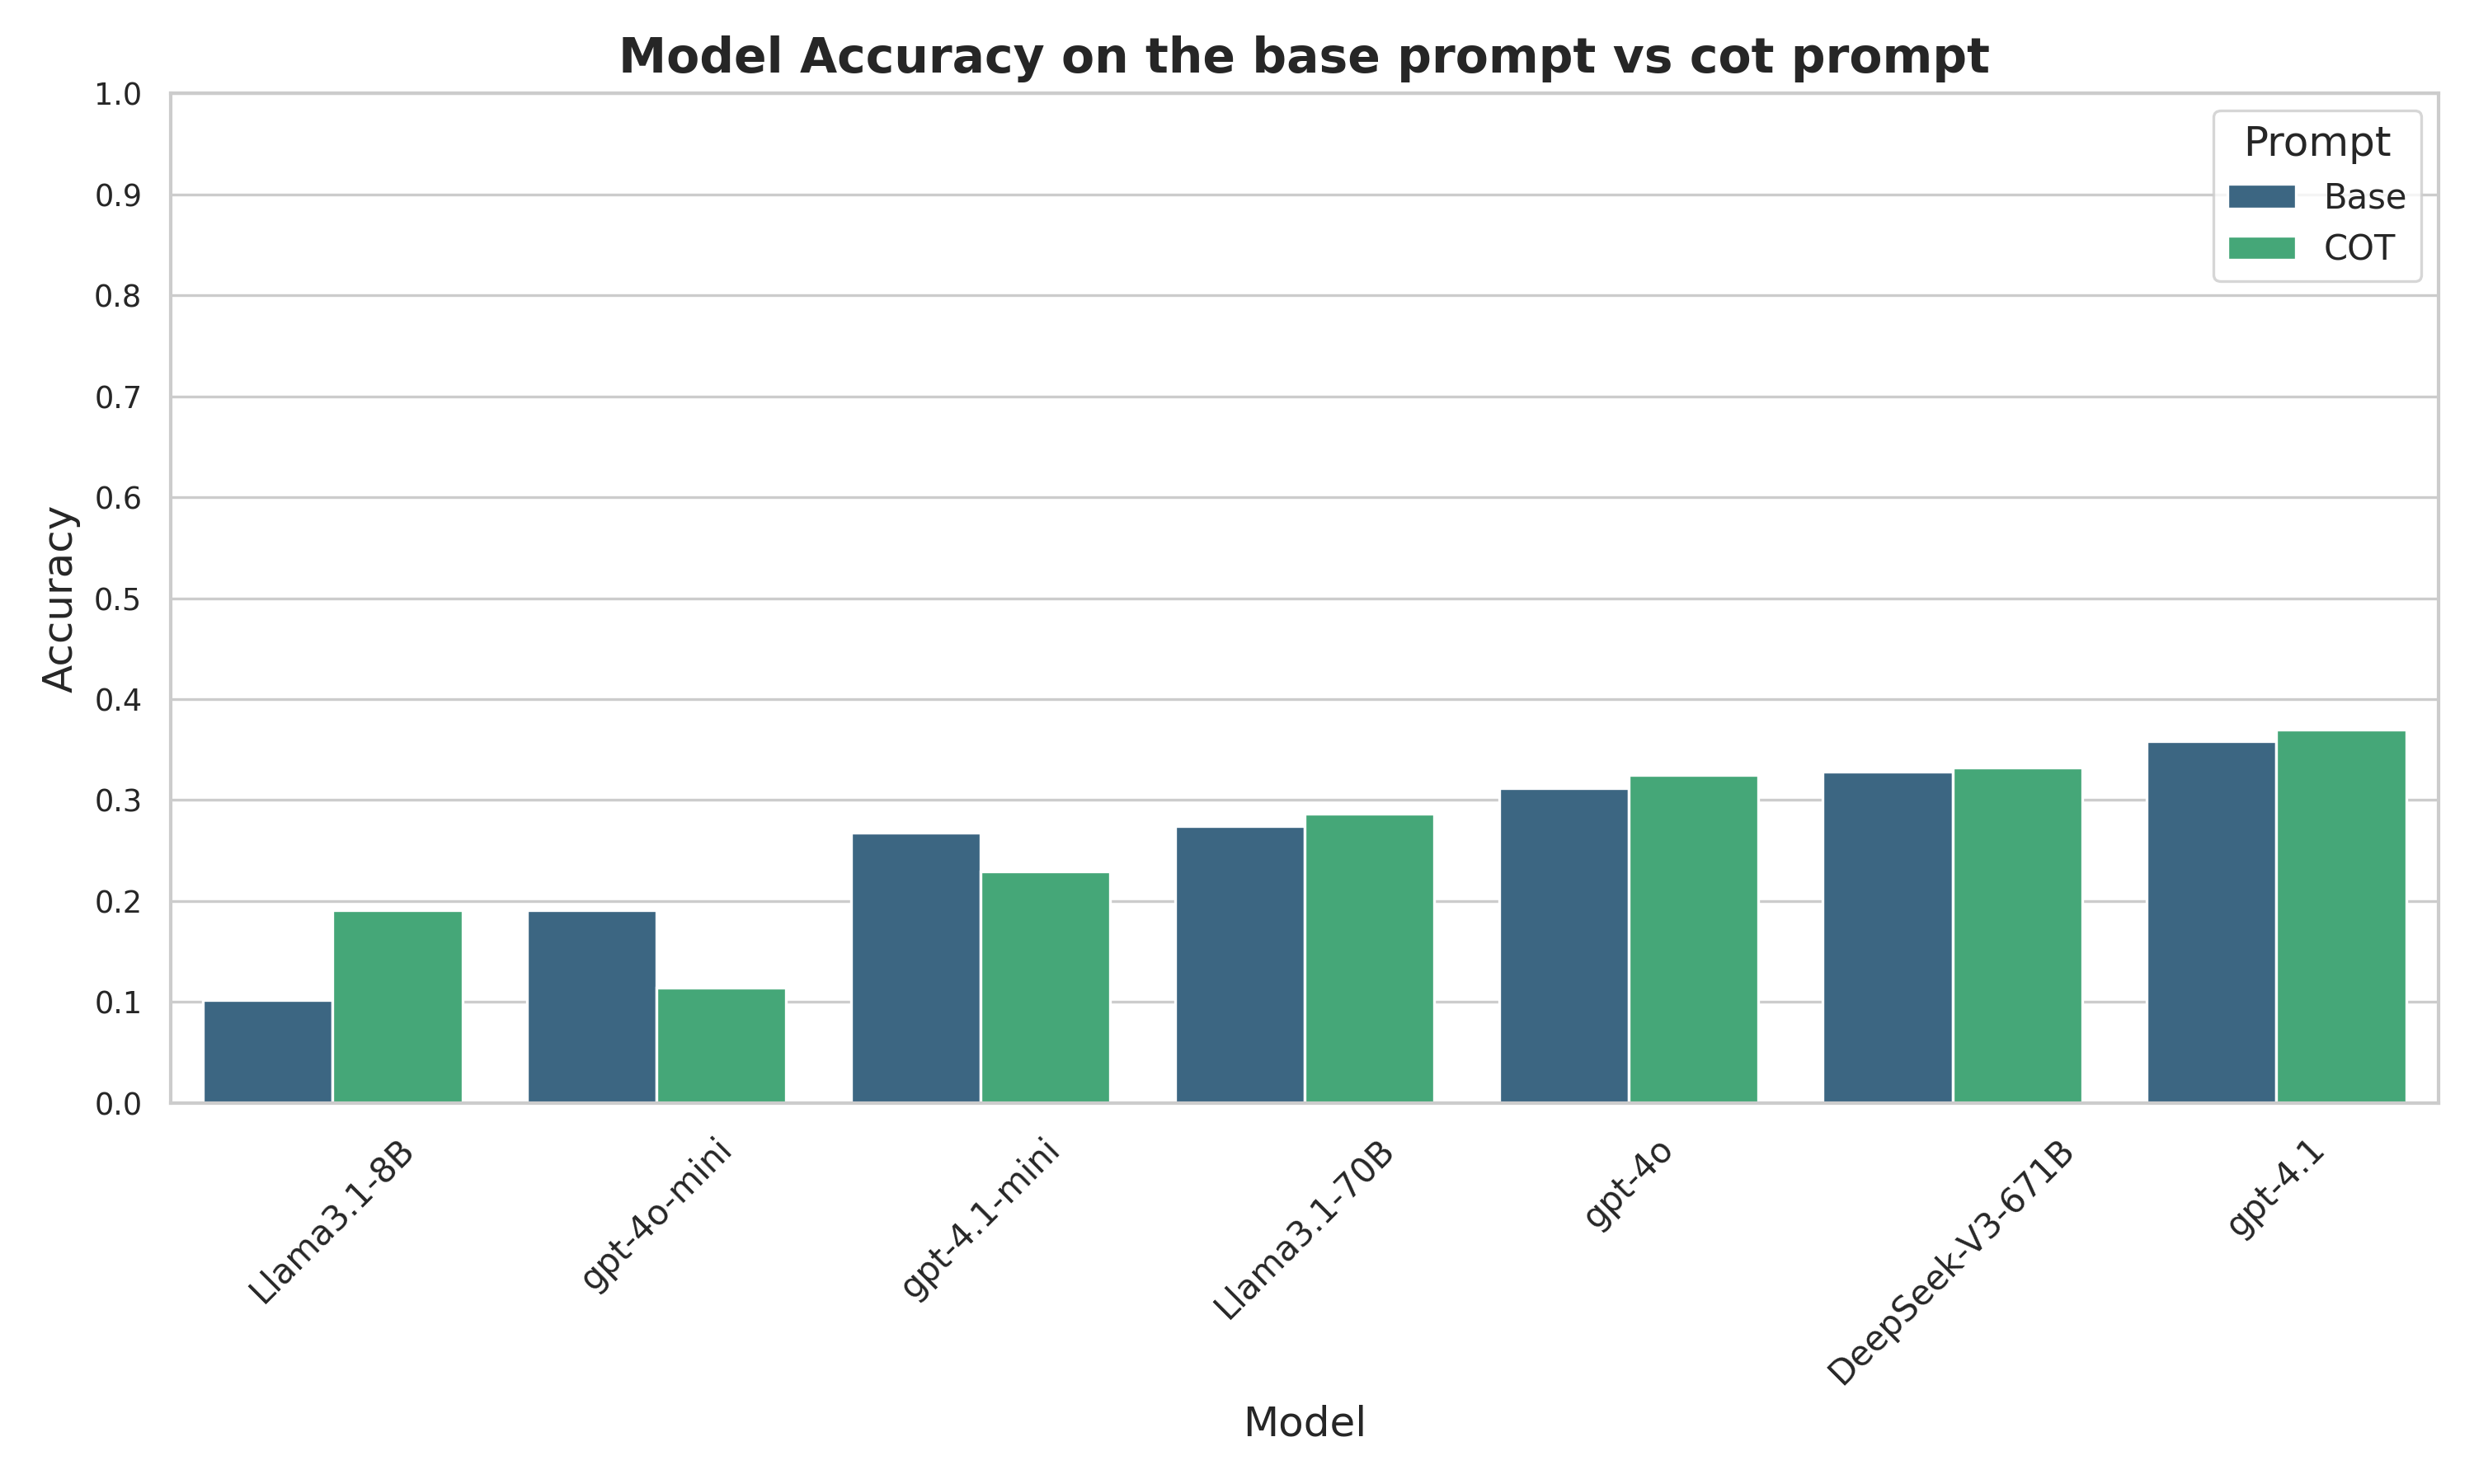 Model Accuracy on the base prompt vs cot prompt
1.0
0.9
0.8
0.7
0.6
0.5
0.4
0.3
0.2
0.1
0.0
Accuracy
Prompt
Base
COT
Llama3.1-8B
gpt-4o-mini
gpt-4.1-mini
Llama3.1-70B
gpt-4o
DeepSeek-V3-671B
gpt-4.1
Model